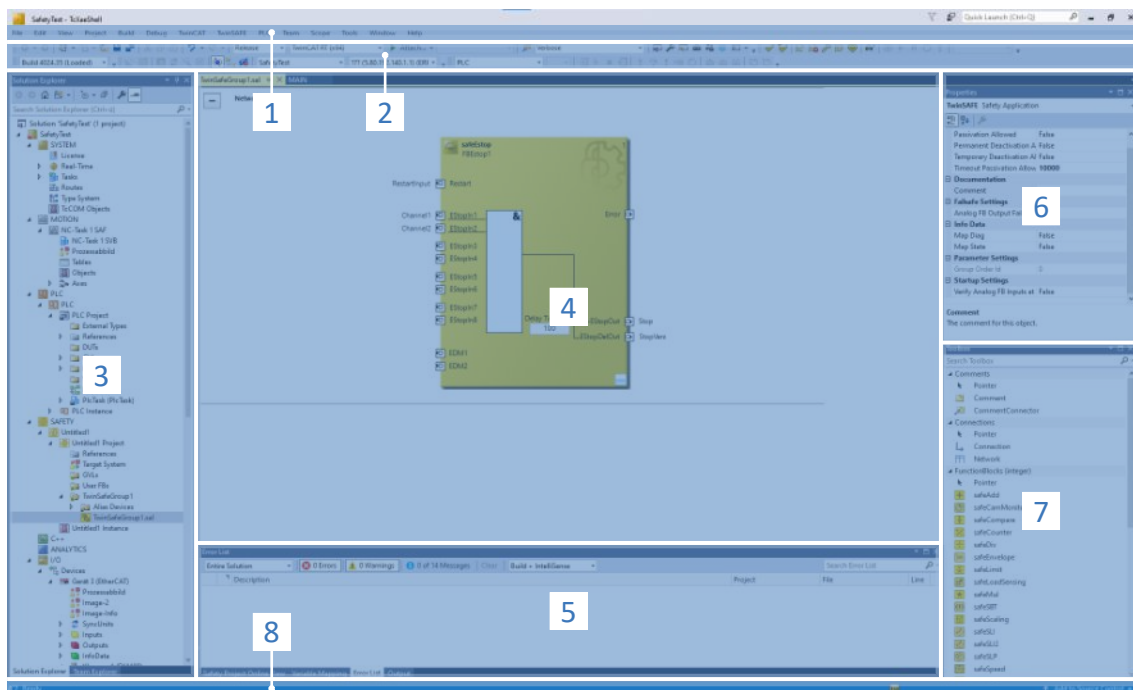 SafetyTest - TcXaeShell
Quick Launch (Ctrl+Q)
File Edit View Project Build Debug TwinCAT TwinSAFE Team Scope Tools Window Help
1
Release TwinCAT RT (x64) Attach...
2
Build 4024.35 (Loaded) SafetyTest PLC
Solution Explorer
Search Solution Explorer (Ctrl+ü)
Solution 'SafetyTest' (1 project)
SafetyTest
SYSTEM
License
Real-Time
Tasks
Routes
Type System
TcCOM Objects
MOTION
NC-Task 1 SAF
NC-Task 1 SVB
Prozessabbild
Tables
Objects
Axes
PLC
PLC
PLC Project
External Types
References
DUTs
3
PlcTask (PlcTask)
PLC Instance
SAFETY
Untitled1
Untitled1 Project
References
Target System
GVLs
User FBs
TwinSafeGroup1
Alias Devices
TwinSafeGroup1.sal
Untitled1 Instance
C++
ANALYTICS
I/O
Devices
Gerät 3 (EtherCAT)
Prozessabbild
Image-2
Image-Info
SyncUnits
Inputs
Outputs
InfoData
Solution Explorer Team Explorer
TwinSafeGroup1.sal MAIN
safeEstop
FBEstop1
RestartInput Restart
Channel1 EStopIn1
Channel2 EStopIn2
EStopIn3
EStopIn4
EStopIn5
EStopIn6
EStopIn7
EStopIn8
EDM1
EDM2
&
Error
4
EStopOut Stop
EStopDelOut
Error List
Entire Solution 0 Errors 0 Warnings 0 of 14 Messages Clear Build + IntelliSense Search Error List
Description Project File Line
5
8
Error List Output
Properties
TwinSAFE Safety Application
Passivation Allowed False
Permanent Deactivation A False
Temporary Deactivation Al False
Timeout Passivation Allow 10000
Documentation
Comment
Failsafe Settings
Analog FB Output Fai
6
Info Data
Map Diag False
Map State False
Parameter Settings
Group Order Id 0
Startup Settings
Verify Analog FB Inputs at False
Comment
The comment for this object.
Toolbox
Search Toolbox
Comments
Pointer
Comment
CommentConnector
Connections
Pointer
Connection
Network
FunctionBlocks (integer)
Pointer
safeAdd
safeCamMonito
safeCompare
safeCounter
7
safeDiv
safeEnvelope
safeLimit
safeLoadSensing
safeMul
safeSBT
safeScaling
safeSLI
safeSLO
safeSLP
safeSpeed